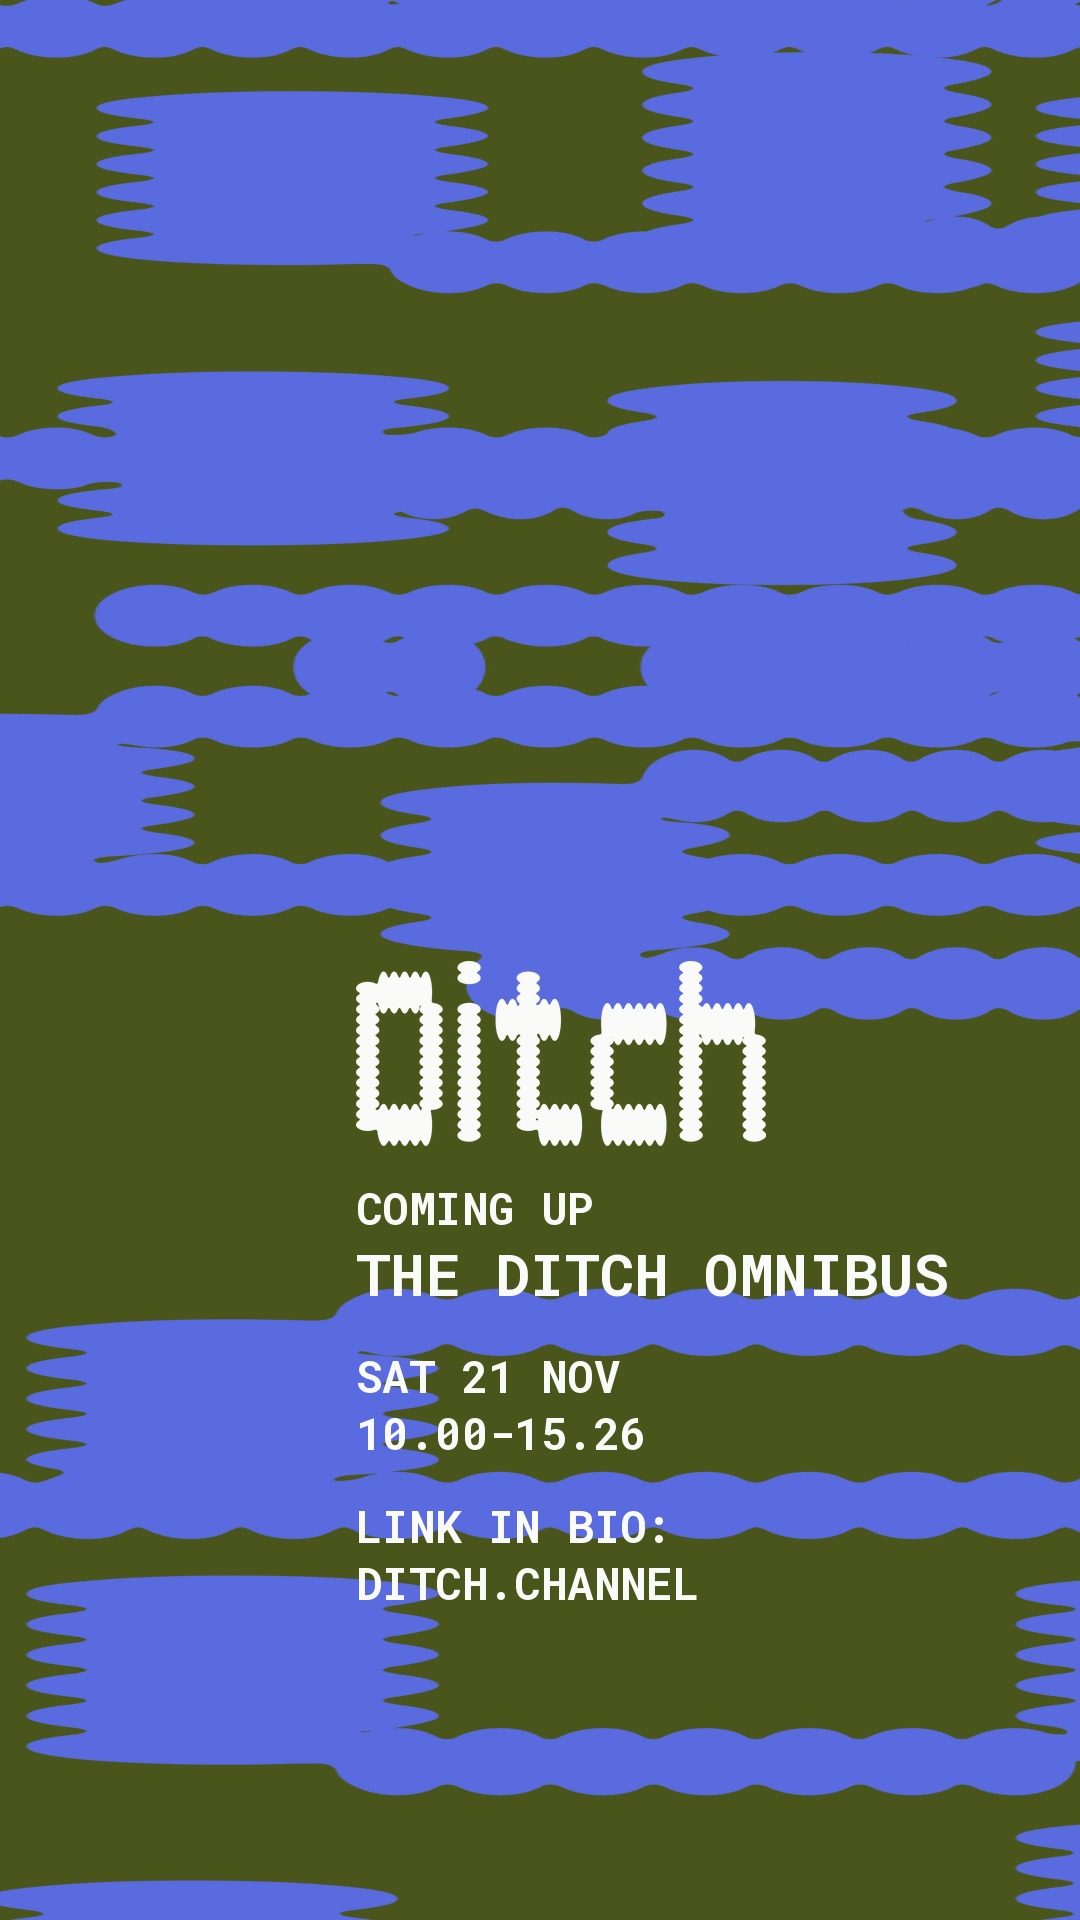 Ditch
COMING UP
THE DITCH OMNIBUS
SAT 21 NOV
10.00-15.26
LINK IN BIO:
DITCH.CHANNEL